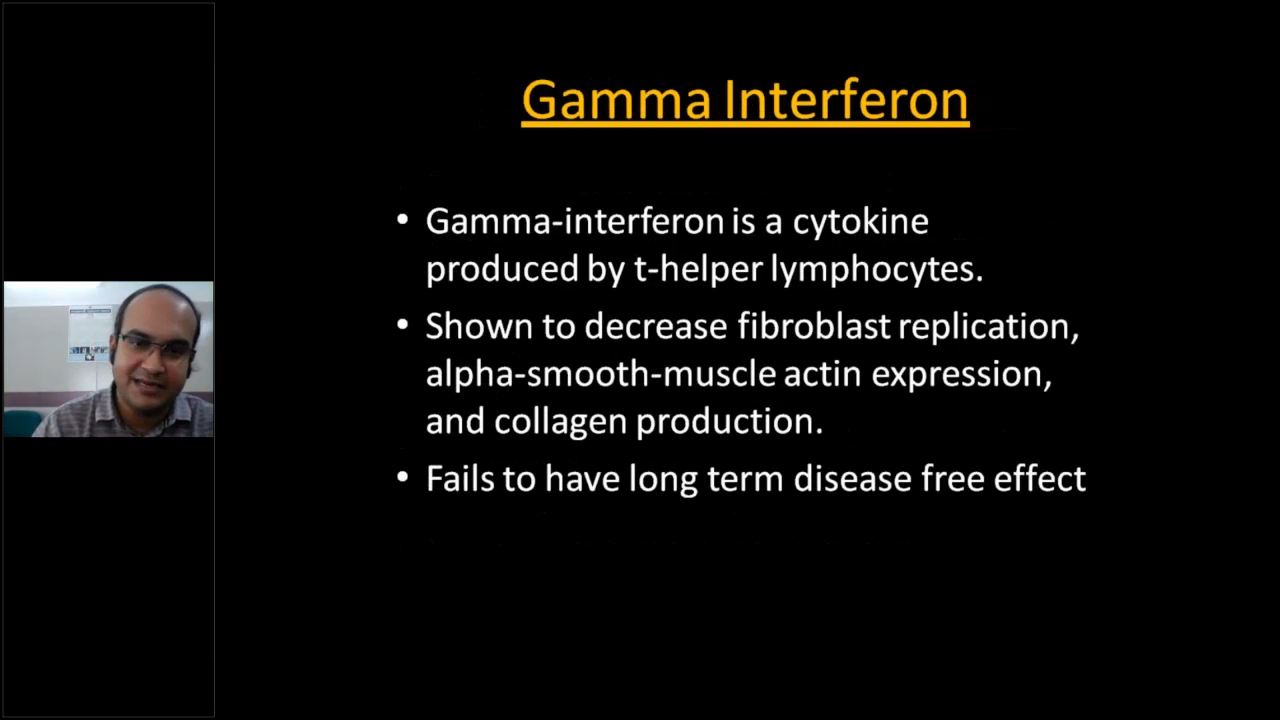 Gamma Interferon
• Gamma-interferon is a cytokine
produced by t-helper lymphocytes.
• Shown to decrease fibroblast replication,
alpha-smooth-muscle actin expression,
and collagen production.
• Fails to have long term disease free effect